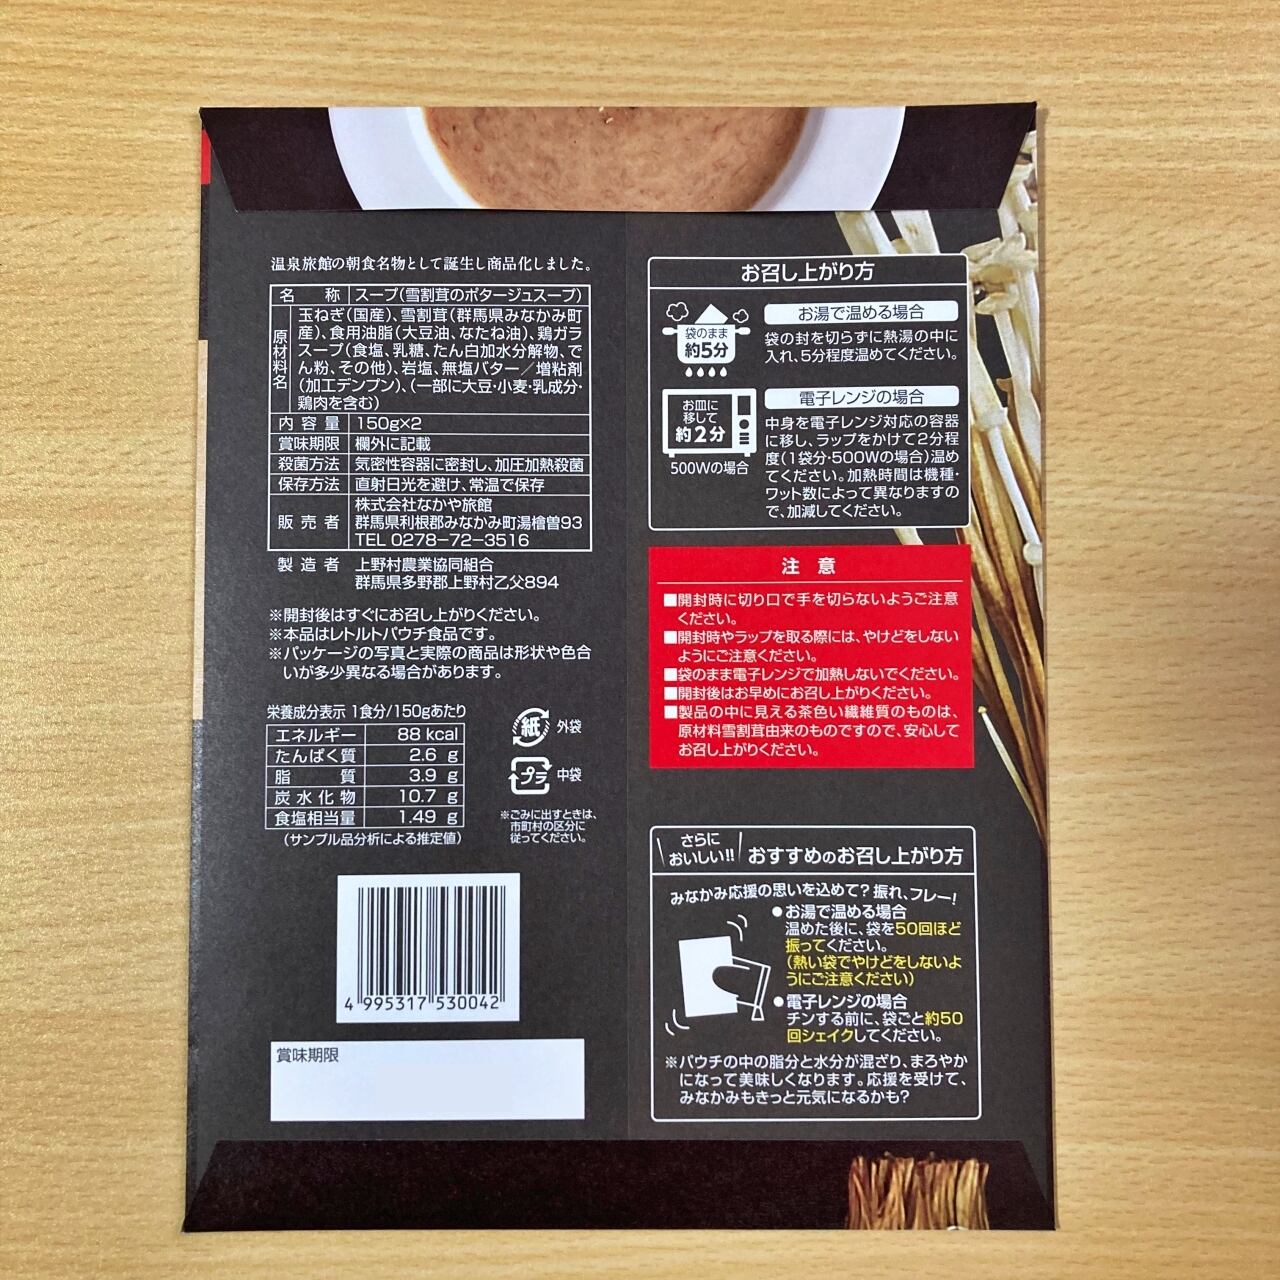 温泉旅館の朝食名物として誕生し商品化しました。
名称 スープ(雪割茸のポタージュスープ)
原材料名 玉ねぎ(国産)、雪割茸(群馬県みなかみ町
産)、食用油脂(大豆油、なたね油)、鶏ガラ
スープ(食塩、乳糖、たん白加水分解物、で
ん粉、その他)、岩塩、無塩バター/増粘剤
(加工デンプン)、(一部に大豆・小麦・乳成分・
鶏肉を含む)
内容量 150g×2
賞味期限 欄外に記載
殺菌方法 気密性容器に密封し、加圧加熱殺菌
保存方法 直射日光を避け、常温で保存
販売者 株式会社なかや旅館
群馬県利根郡みなかみ町湯檜曽93
TEL 0278-72-3516
製造者 上野村農業協同組合
群馬県多野郡上野村乙父894
※開封後はすぐにお召し上がりください。
※本品はレトルトパウチ食品です。
※パッケージの写真と実際の商品は形状や色合
いが多少異なる場合があります。
栄養成分表示 1食分/150gあたり
エネルギー 88 kcal
たんぱく質 2.6 g
脂質 3.9 g
炭水化物 10.7 g
食塩相当量 1.49 g
(サンプル品分析による推定値)
紙 外袋
プラ 中袋
※ごみに出すときは、
市町村の区分に
従ってください。
4 995317 530042
賞味期限
お召し上がり方
袋のまま
約5分
お湯で温める場合
袋の封を切らずに熱湯の中に
入れ、5分程度温めてください。
お皿に
移して
約2分
500Wの場合
電子レンジの場合
中身を電子レンジ対応の容器
に移し、ラップをかけて2分程
度(1袋分・500Wの場合)温め
てください。加熱時間は機種・
ワット数によって異なりますの
で、加減してください。
注意
■開封時に切り口で手を切らないようご注意
ください。
■開封時やラップを取る際には、やけどをしない
ようにご注意ください。
■袋のまま電子レンジで加熱しないでください。
■開封後はお早めにお召し上がりください。
■製品の中に見える茶色い繊維質のものは、
原材料雪割茸由来のものですので、安心して
お召し上がりください。
さらに
おいしい!! おすすめのお召し上がり方
みなかみ応援の思いを込めて?振れ、フレー!
●お湯で温める場合
温めた後に、袋を50回ほど
振ってください。
(熱い袋でやけどをしないよ
うにご注意ください)
●電子レンジの場合
チンする前に、袋ごと約50
回シェイクしてください。
※パウチの中の脂分と水分が混ざり、まろやか
になって美味しくなります。応援を受けて、
みなかみもきっと元気になるかも?